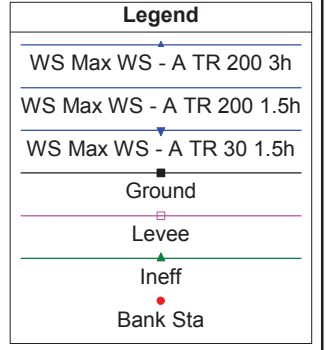 Legend
WS Max WS - A TR 200 3h
WS Max WS - A TR 200 1.5h
WS Max WS - A TR 30 1.5h
Ground
Levee
Ineff
Bank Sta